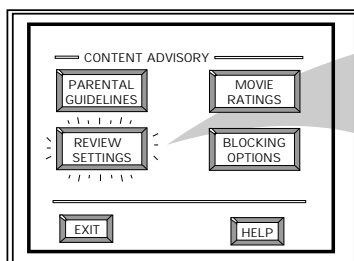 CONTENT ADVISORY
PARENTAL
GUIDELINES
MOVIE
RATINGS
REVIEW
SETTINGS
BLOCKING
OPTIONS
EXIT
HELP